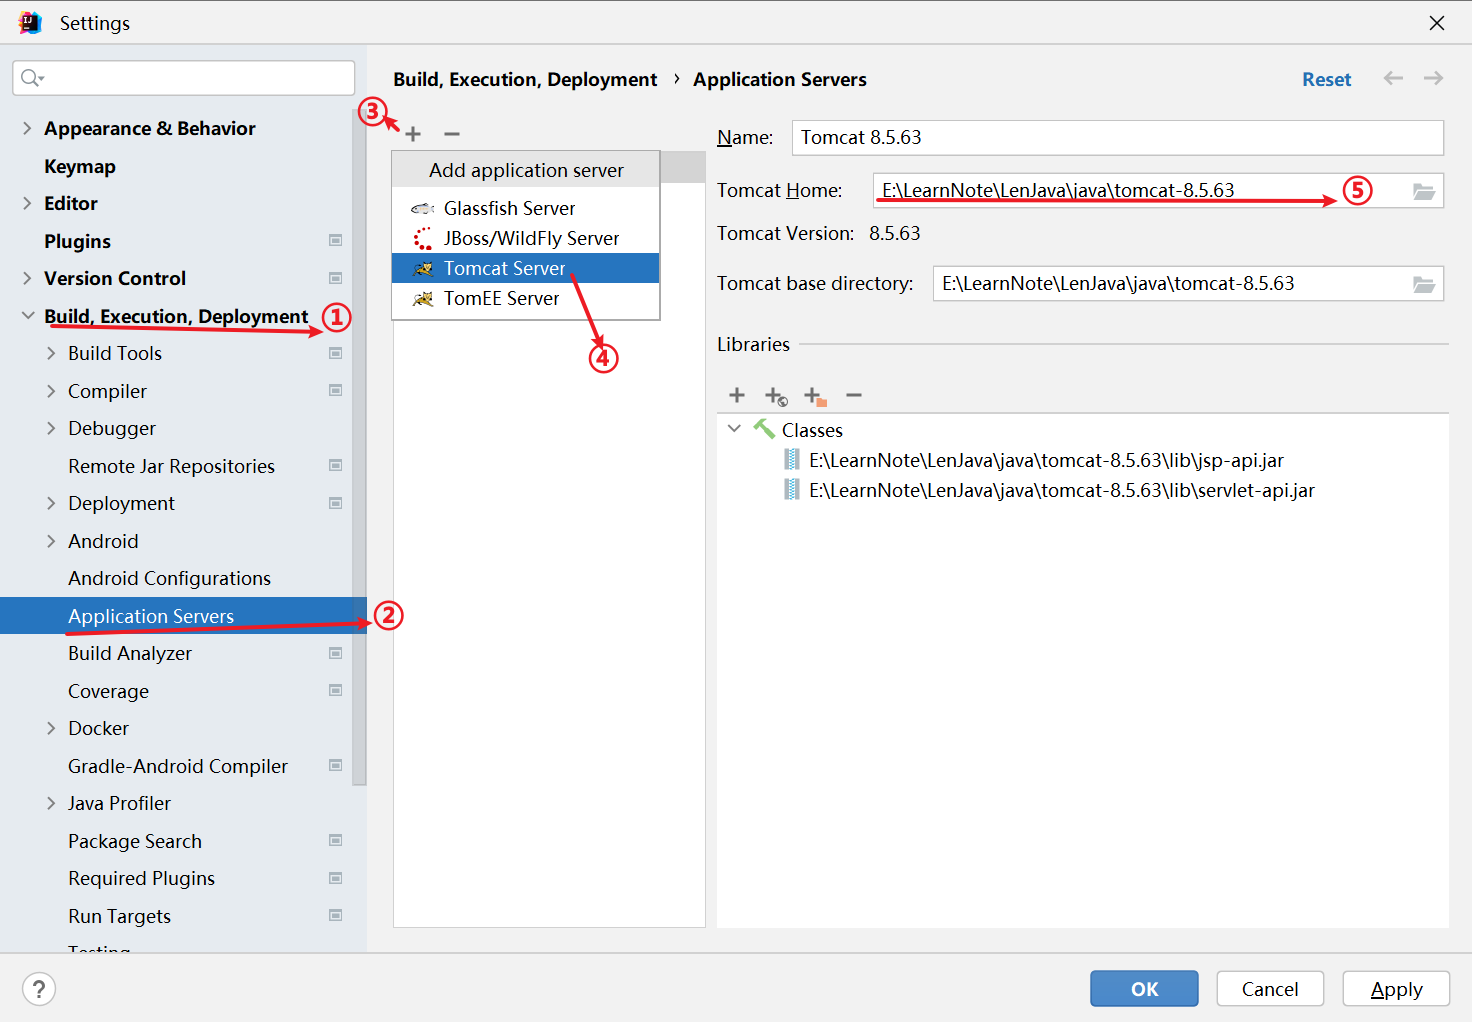 Settings
Appearance & Behavior
Keymap
Editor
Plugins
Version Control
Build, Execution, Deployment
①
Build Tools
Compiler
Debugger
Remote Jar Repositories
Deployment
Android
Android Configurations
Application Servers
②
Build Analyzer
Coverage
Docker
Gradle-Android Compiler
Java Profiler
Package Search
Required Plugins
Run Targets
Testing
Build, Execution, Deployment › Application Servers
Reset
③
Add application server
Glassfish Server
JBoss/WildFly Server
Tomcat Server
TomEE Server
④
Name: Tomcat 8.5.63
Tomcat Home: E:\LearnNote\LenJava\java\tomcat-8.5.63
⑤
Tomcat Version: 8.5.63
Tomcat base directory: E:\LearnNote\LenJava\java\tomcat-8.5.63
Libraries
Classes
E:\LearnNote\LenJava\java\tomcat-8.5.63\lib\jsp-api.jar
E:\LearnNote\LenJava\java\tomcat-8.5.63\lib\servlet-api.jar
?
OK
Cancel
Apply